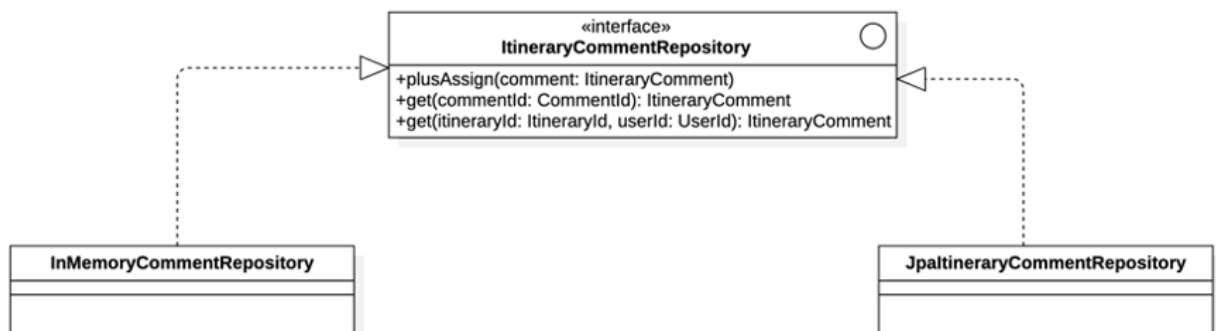 «interface»
ItineraryCommentRepository
+plusAssign(comment: ItineraryComment)
+get(commentId: CommentId): ItineraryComment
+get(itineraryId: ItineraryId, userId: UserId): ItineraryComment
InMemoryCommentRepository
JpaItineraryCommentRepository